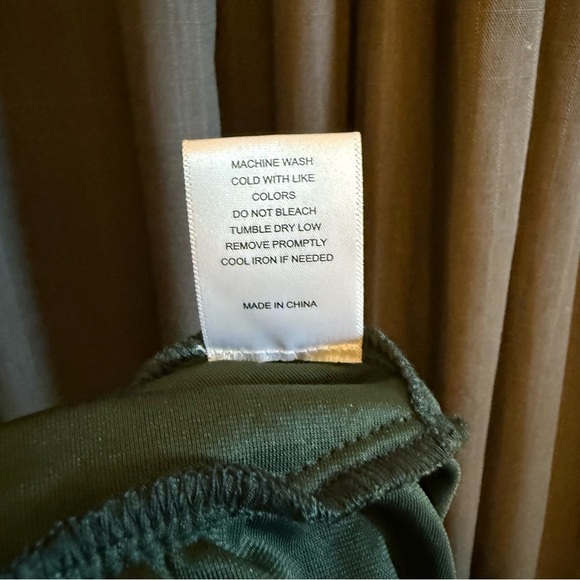 MACHINE WASH
COLD WITH LIKE
COLORS
DO NOT BLEACH
TUMBLE DRY LOW
REMOVE PROMPTLY
COOL IRON IF NEEDED
MADE IN CHINA